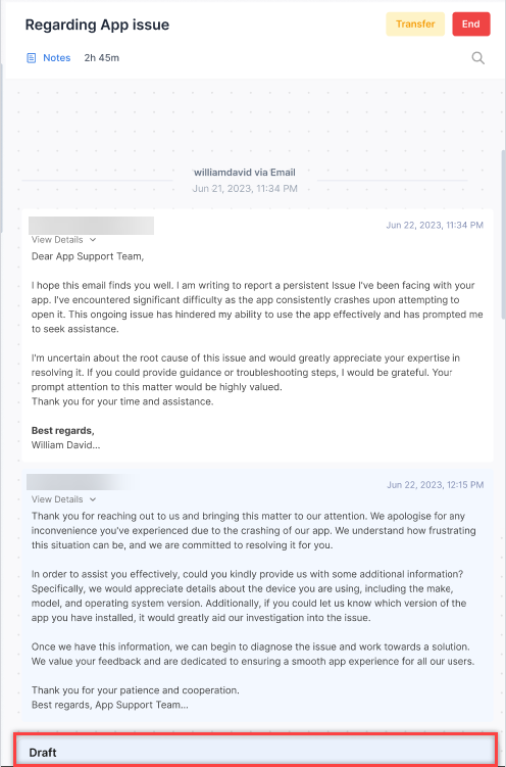 Regarding App issue
Transfer
End
Notes
2h 45m
williamdavid via Email
Jun 21, 2023, 11:34 PM
Jun 22, 2023, 11:34 PM
View Details
Dear App Support Team,
I hope this email finds you well. I am writing to report a persistent Issue I've been facing with your
app. I've encountered significant difficulty as the app consistently crashes upon attempting to
open it. This ongoing issue has hindered my ability to use the app effectively and has prompted me
to seek assistance.
I'm uncertain about the root cause of this issue and would greatly appreciate your expertise in
resolving it. If you could provide guidance or troubleshooting steps, I would be grateful. Your
prompt attention to this matter would be highly valued.
Thank you for your time and assistance.
Best regards,
William David...
Jun 22, 2023, 12:15 PM
View Details
Thank you for reaching out to us and bringing this matter to our attention. We apologise for any
inconvenience you've experienced due to the crashing of our app. We understand how frustrating
this situation can be, and we are committed to resolving it for you.
In order to assist you effectively, could you kindly provide us with some additional information?
Specifically, we would appreciate details about the device you are using, including the make,
model, and operating system version. Additionally, if you could let us know which version of the
app you have installed, it would greatly aid our investigation into the issue.
Once we have this information, we can begin to diagnose the issue and work towards a solution.
We value your feedback and are dedicated to ensuring a smooth app experience for all our users.
Thank you for your patience and cooperation.
Best regards, App Support Team...
Draft